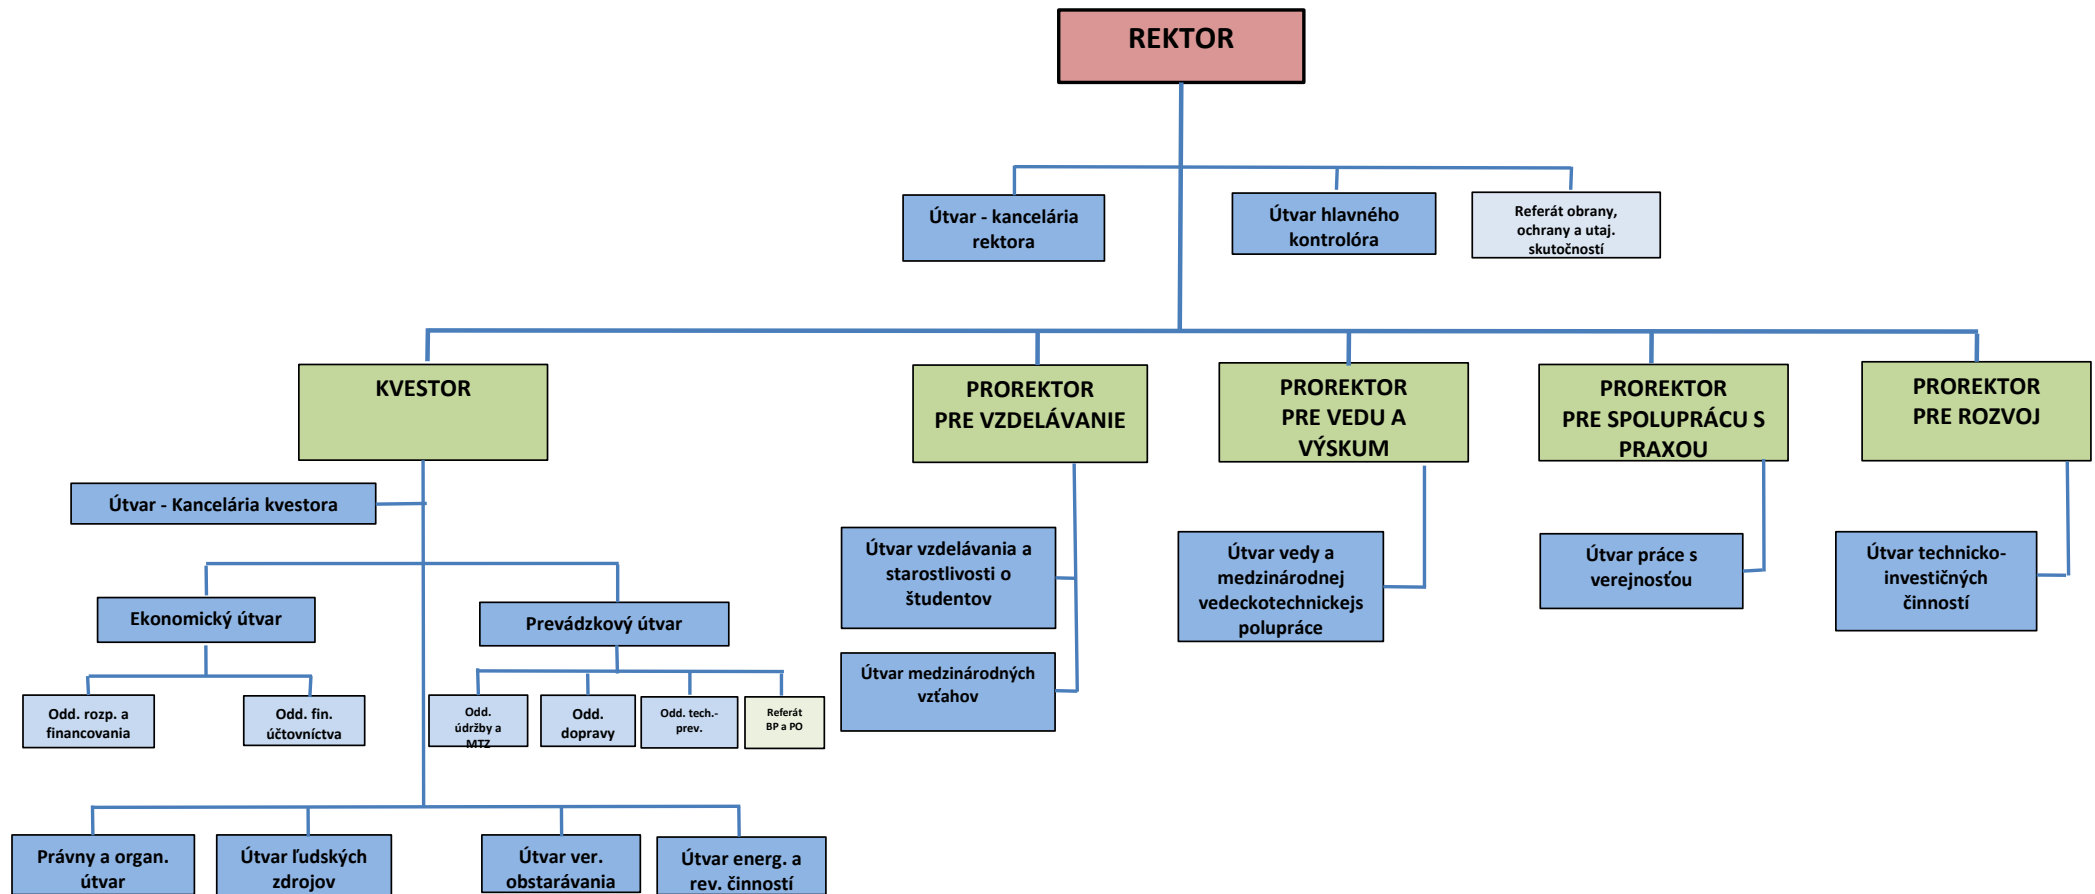 REKTOR
Útvar - kancelária
rektora
Útvar hlavného
kontrolóra
Referát obrany,
ochrany a utaj.
skutočností
KVESTOR
PROREKTOR
PRE VZDELÁVANIE
PROREKTOR
PRE VEDU A
VÝSKUM
PROREKTOR
PRE SPOLUPRÁCU S
PRAXOU
PROREKTOR
PRE ROZVOJ
Útvar - Kancelária kvestora
Útvar vzdelávania a
starostlivosti o
študentov
Útvar vedy a
medzinárodnej
vedeckotechnickejs
polupráce
Útvar práce s
verejnosťou
Útvar technicko-
investičných
činností
Ekonomický útvar
Prevádzkový útvar
Útvar medzinárodných
vzťahov
Odd. rozp. a
financovania
Odd. fin.
účtovníctva
Odd.
údržby a
MTZ
Odd.
dopravy
Odd. tech.-
prev.
Referát
BP a PO
Právny a organ.
útvar
Útvar ľudských
zdrojov
Útvar ver.
obstarávania
Útvar energ. a
rev. činností